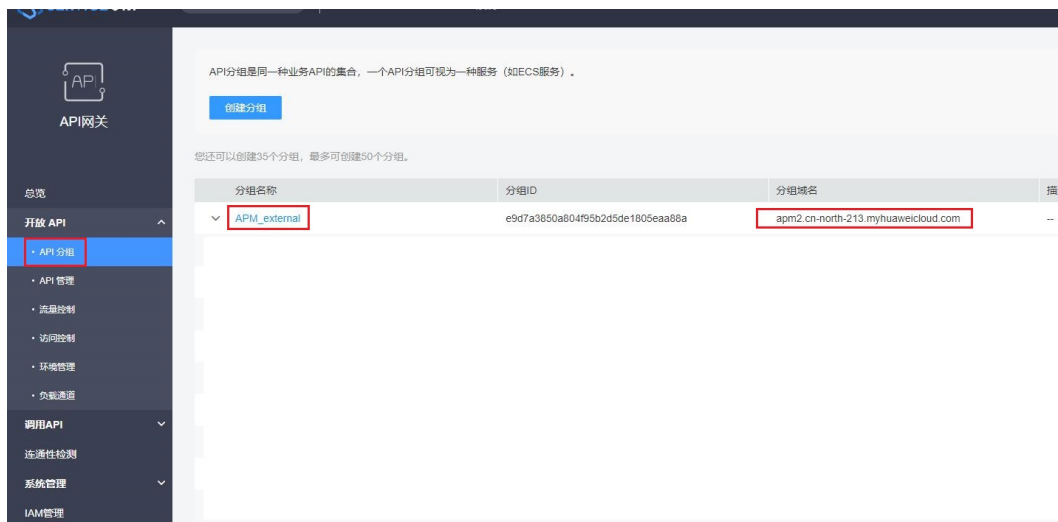 API
API网关
总览
开放 API
· API 分组
· API 管理
· 流量控制
· 访问控制
· 环境管理
· 负载通道
调用API
连通性检测
系统管理
IAM管理
API分组是同一种业务API的集合，一个API分组可视为一种服务（如ECS服务）。
创建分组
您还可以创建35个分组，最多可创建50个分组。
分组名称 分组ID 分组域名 描
APM_external e9d7a3850a804f95b2d5de1805eaa88a apm2.cn-north-213.myhuaweicloud.com --